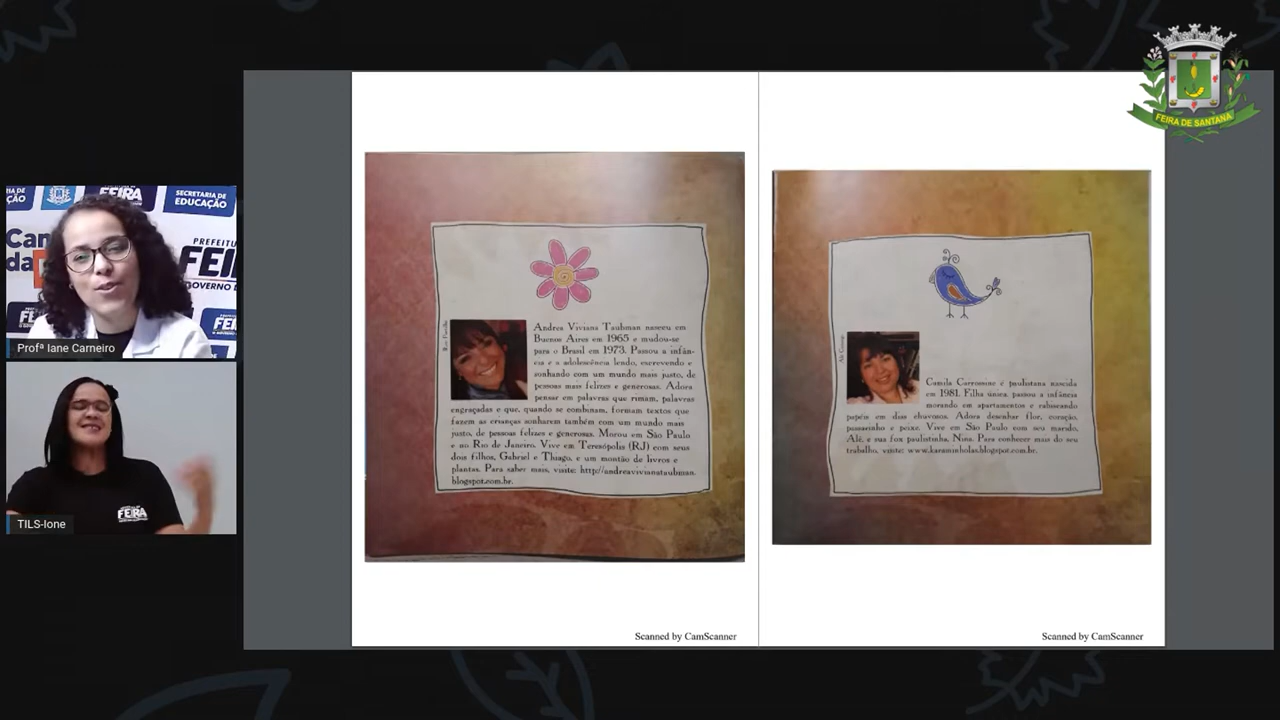 FEIRA DE SANTANA
SECRETARIA DE
EDUCAÇÃO
FEIRA
PREFEITU
FEI
GOVERNO D
Profª Iane Carneiro
FEIRA
TILS-Ione
Andrea Viviana Taubman nasceu em
Buenos Aires em 1965 e mudou-se
para o Brasil em 1973. Passou a infân-
cia e a adolescência lendo, escrevendo e
sonhando com um mundo mais justo, de
pessoas mais felizes e generosas. Adora
pensar em palavras que rimam, palavras
engraçadas e que, quando se combinam, formam textos que
fazem as crianças sonharem também com um mundo mais
justo, de pessoas felizes e generosas. Morou em São Paulo
e no Rio de Janeiro. Vive em Teresópolis (RJ) com seus
dois filhos, Gabriel e Thiago, e um montão de livros e
plantas. Para saber mais, visite: http://andreavivianataubman.
blogspot.com.br.
Scanned by CamScanner
Camila Carrossine é paulistana nascida
em 1981. Filha única, passou a infância
morando em apartamentos e rabiscando
papéis em dias chuvosos. Adora desenhar flor, coração,
passarinho e peixe. Vive em São Paulo com seu marido,
Alê, e sua fox paulistinha, Nina. Para conhecer mais do seu
trabalho, visite: www.karaminholas.blogspot.com.br.
Scanned by CamScanner